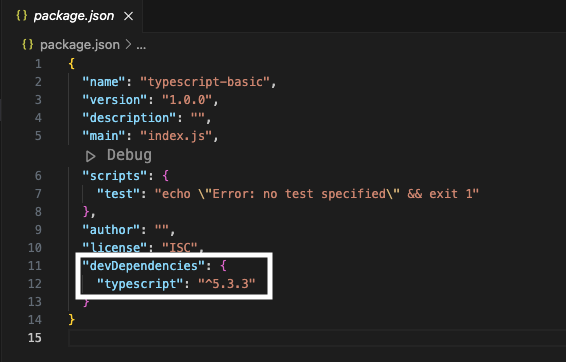 {} package.json ×
{} package.json > ...
1 {
2 "name": "typescript-basic",
3 "version": "1.0.0",
4 "description": "",
5 "main": "index.js",
Debug
6 "scripts": {
7 "test": "echo \"Error: no test specified\" && exit 1"
8 },
9 "author": "",
10 "license": "ISC",
11 "devDependencies": {
12 "typescript": "^5.3.3"
13 }
14 }
15